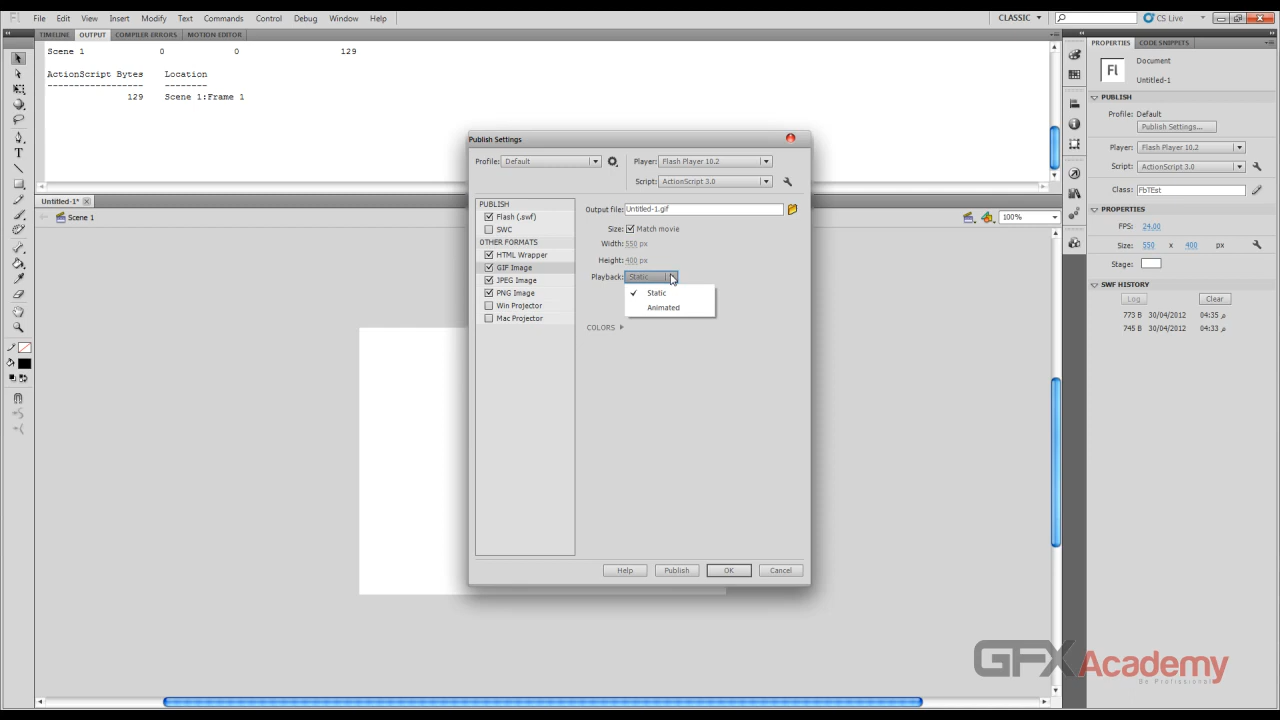 Fl File Edit View Insert Modify Text Commands Control Debug Window Help CLASSIC CS Live
TIMELINE OUTPUT COMPILER ERRORS MOTION EDITOR
Scene 1 0 0 129
ActionScript Bytes Location
------------------ --------
129 Scene 1:Frame 1
Untitled-1*
Scene 1
100%
Publish Settings
Profile: Default
Player: Flash Player 10.2
Script: ActionScript 3.0
PUBLISH
Flash (.swf)
SWC
OTHER FORMATS
HTML Wrapper
GIF Image
JPEG Image
PNG Image
Win Projector
Mac Projector
Output file: Untitled-1.gif
Size: Match movie
Width: 550 px
Height: 400 px
Playback: Static
Static
Animated
COLORS
Help Publish OK Cancel
PROPERTIES CODE SNIPPETS
Fl
Document
Untitled-1
PUBLISH
Profile: Default
Publish Settings...
Player: Flash Player 10.2
Script: ActionScript 3.0
Class: FbTEst
PROPERTIES
FPS: 24.00
Size: 550 x 400 px
Stage:
SWF HISTORY
Log Clear
773 B 30/04/2012 04:35 م
745 B 30/04/2012 04:33 م
GFX Academy
Be Professional